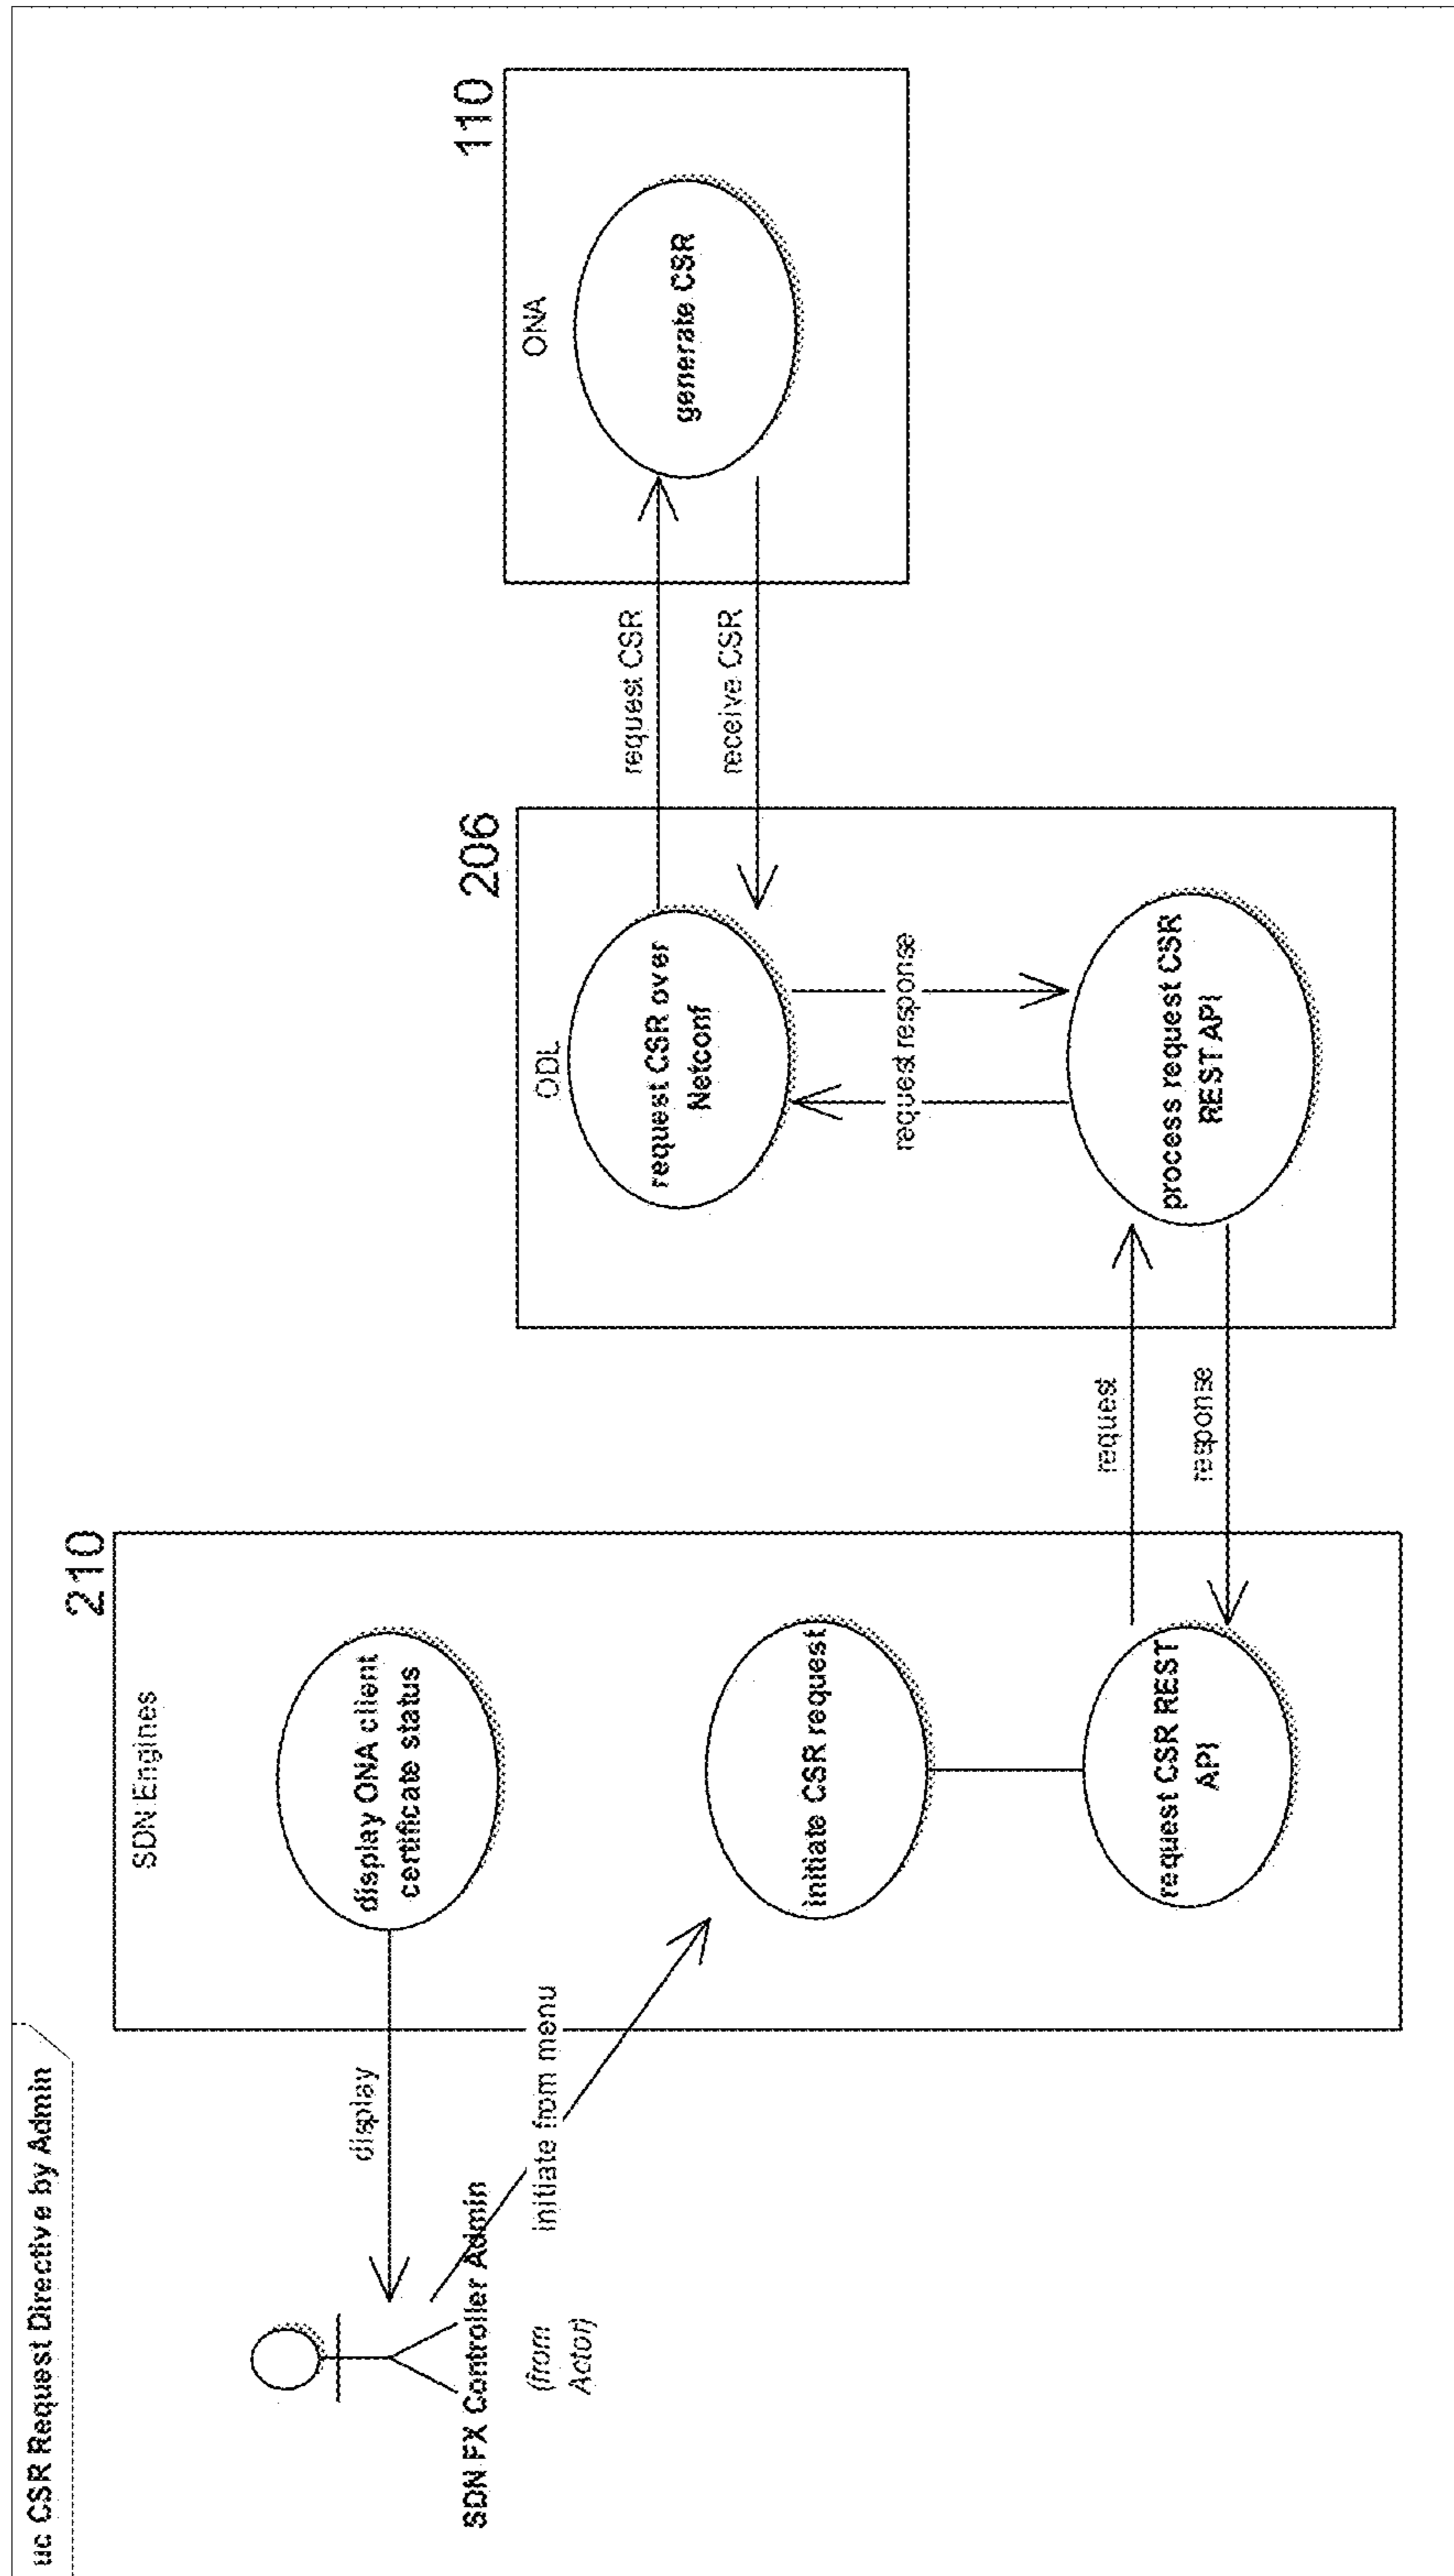 uc CSR Request Directive by Admin
210
SDN Engines
display ONA client
certificate status
display
SDN FX Controller Admin
(from
Actor)
initiate from menu
initiate CSR request
request CSR REST
API
request
response
206
ODL
request CSR over
Netconf
request response
process request CSR
REST API
request CSR
receive CSR
110
ONA
generate CSR